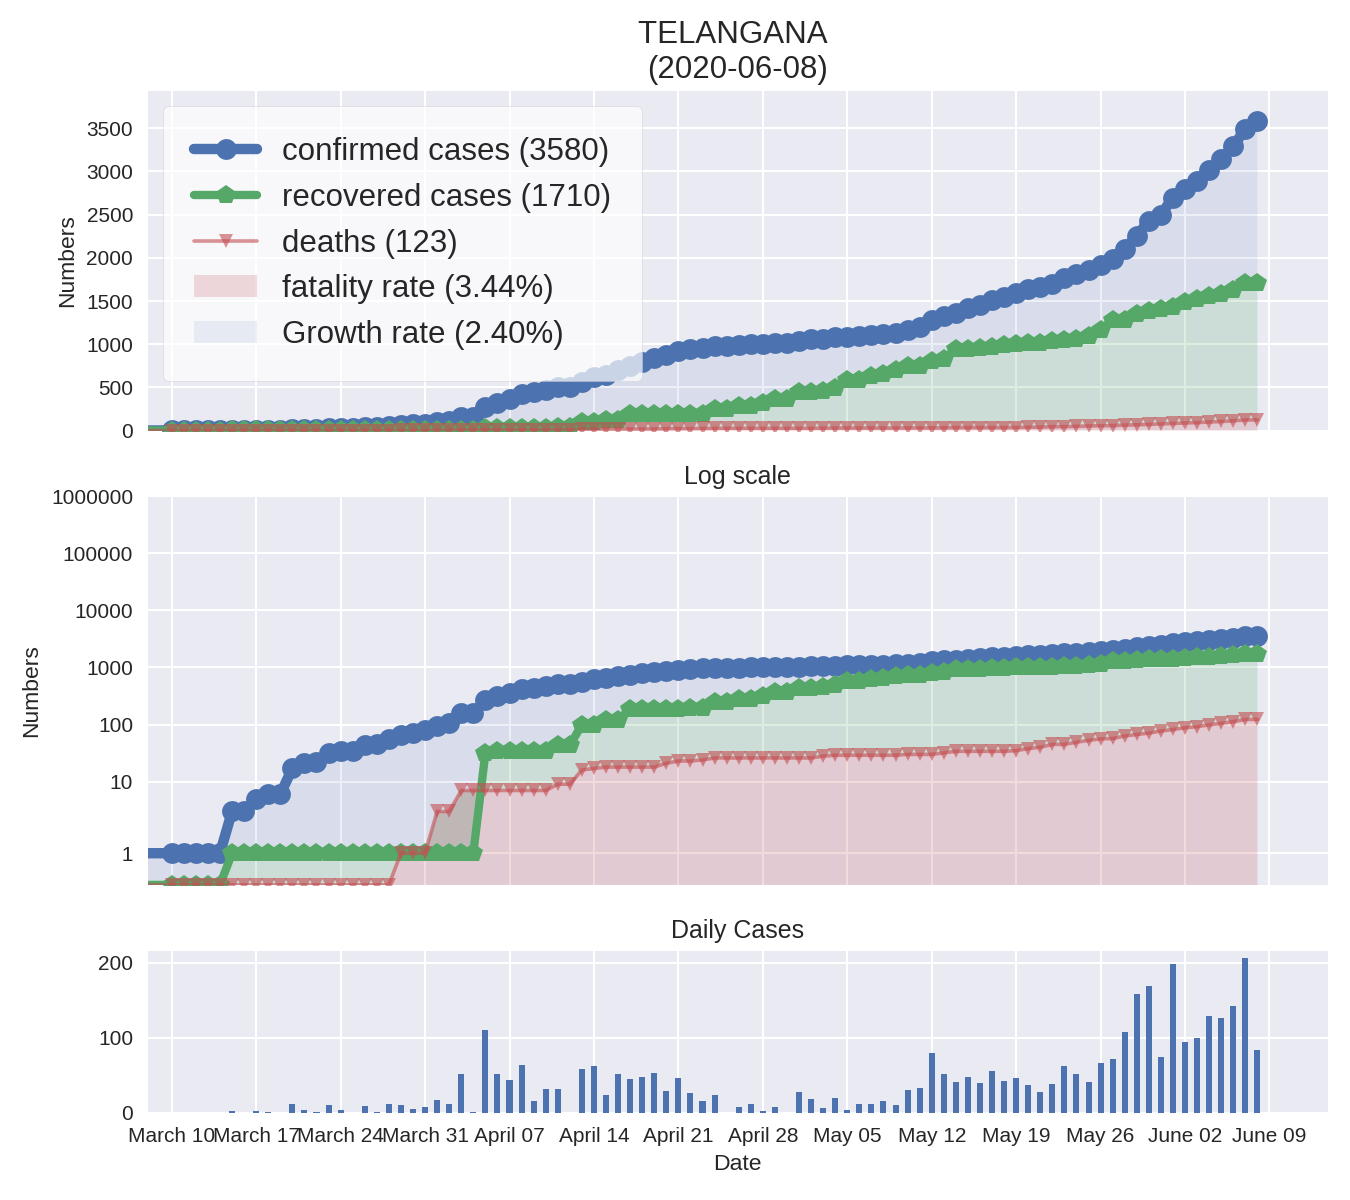 TELANGANA
(2020-06-08)
3500
3000
2500
2000
1500
1000
500
0
Numbers
confirmed cases (3580)
recovered cases (1710)
deaths (123)
fatality rate (3.44%)
Growth rate (2.40%)
Log scale
1000000
100000
10000
1000
100
10
1
Numbers
Daily Cases
200
100
0
March 10 March 17 March 24 March 31 April 07 April 14 April 21 April 28 May 05 May 12 May 19 May 26 June 02 June 09
Date